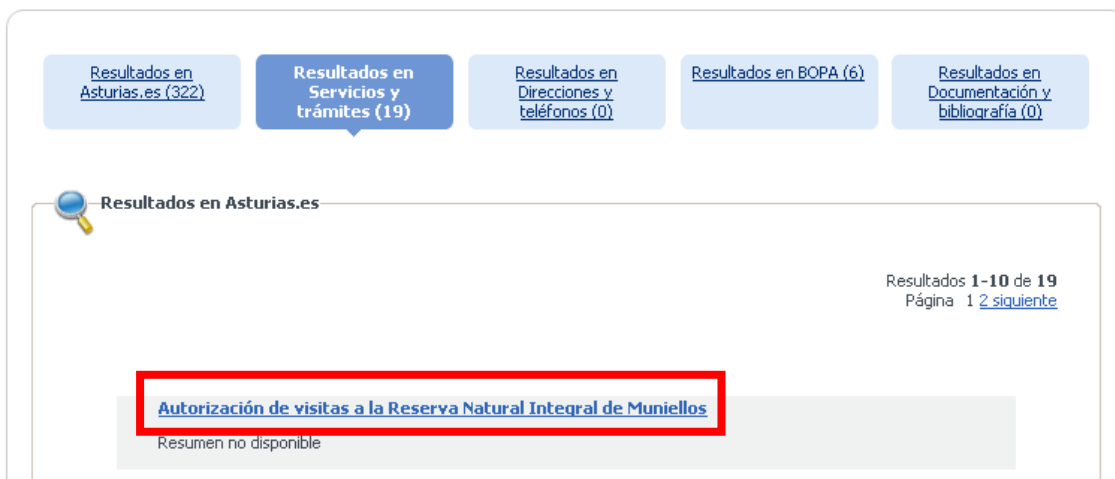 Resultados en
Asturias.es (322)
Resultados en
Servicios y
trámites (19)
Resultados en
Direcciones y
teléfonos (0)
Resultados en BOPA (6)
Resultados en
Documentación y
bibliografía (0)
Resultados en Asturias.es
Resultados 1-10 de 19
Página 1 2 siguiente
Autorización de visitas a la Reserva Natural Integral de Muniellos
Resumen no disponible